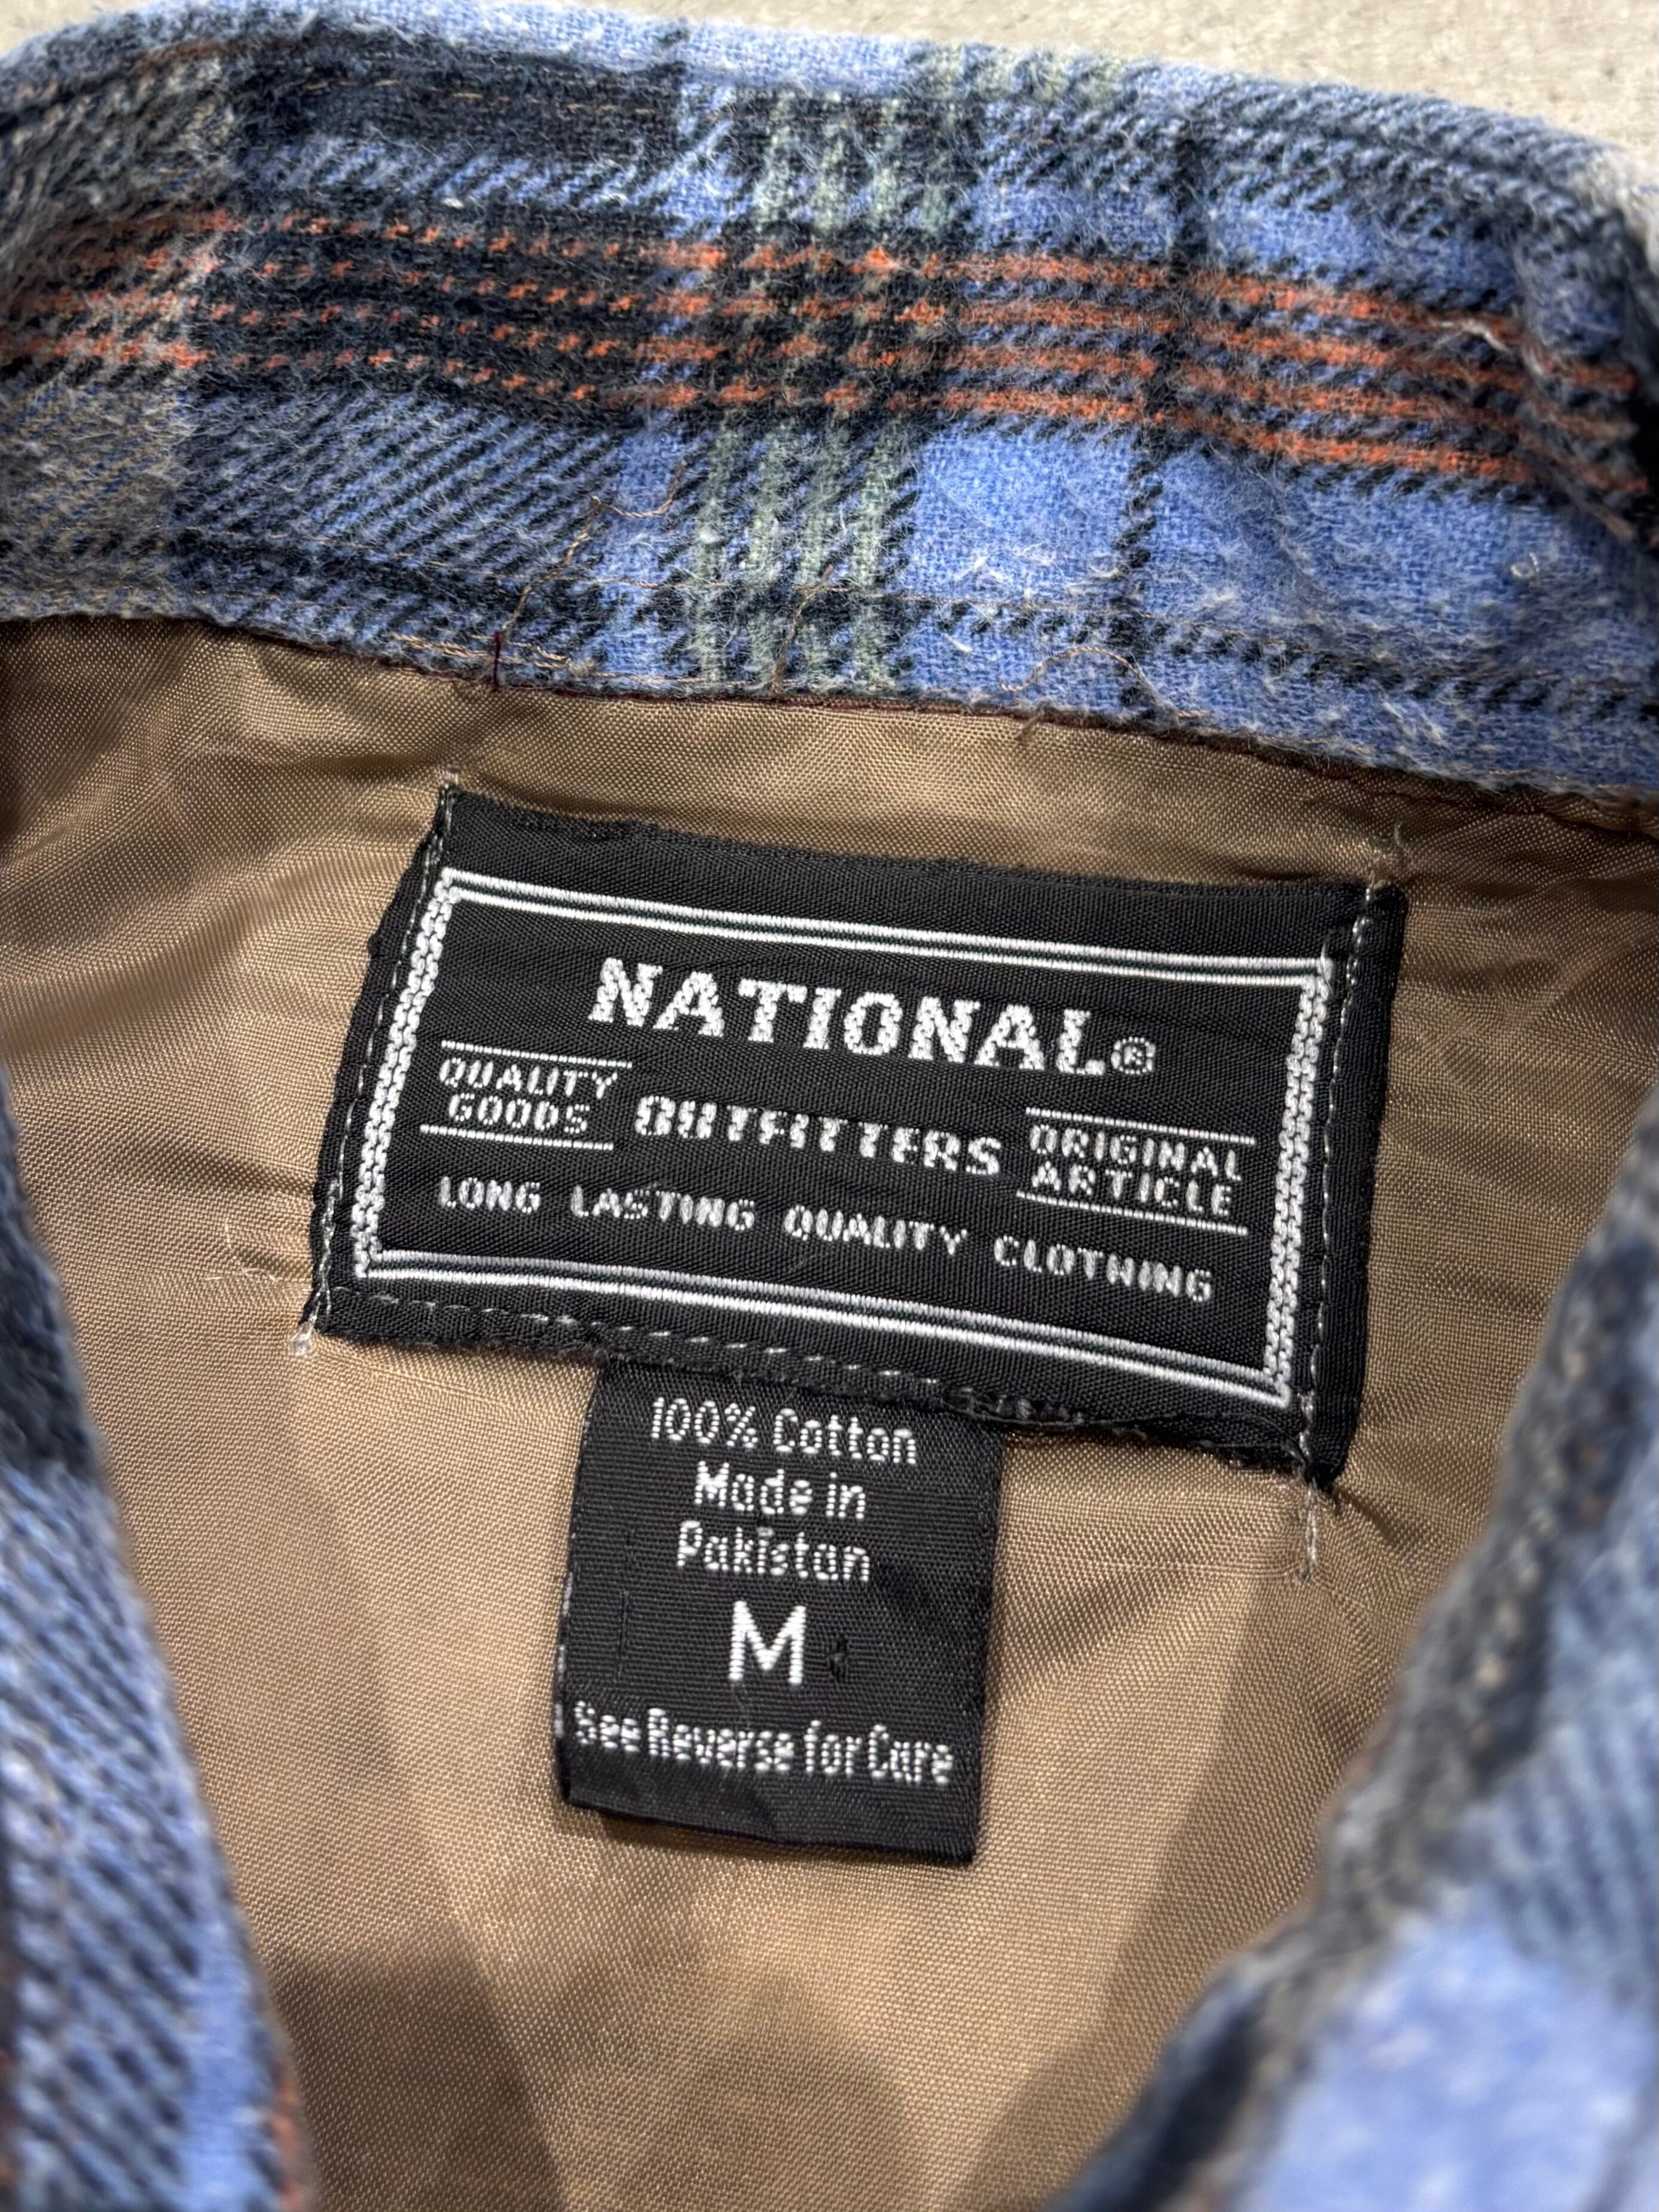 NATIONAL®
QUALITY
GOODS
OUTFITTERS
ORIGINAL
ARTICLE
LONG LASTING QUALITY CLOTHING
100% Cotton
Made in
Pakistan
M
See Reverse for Care